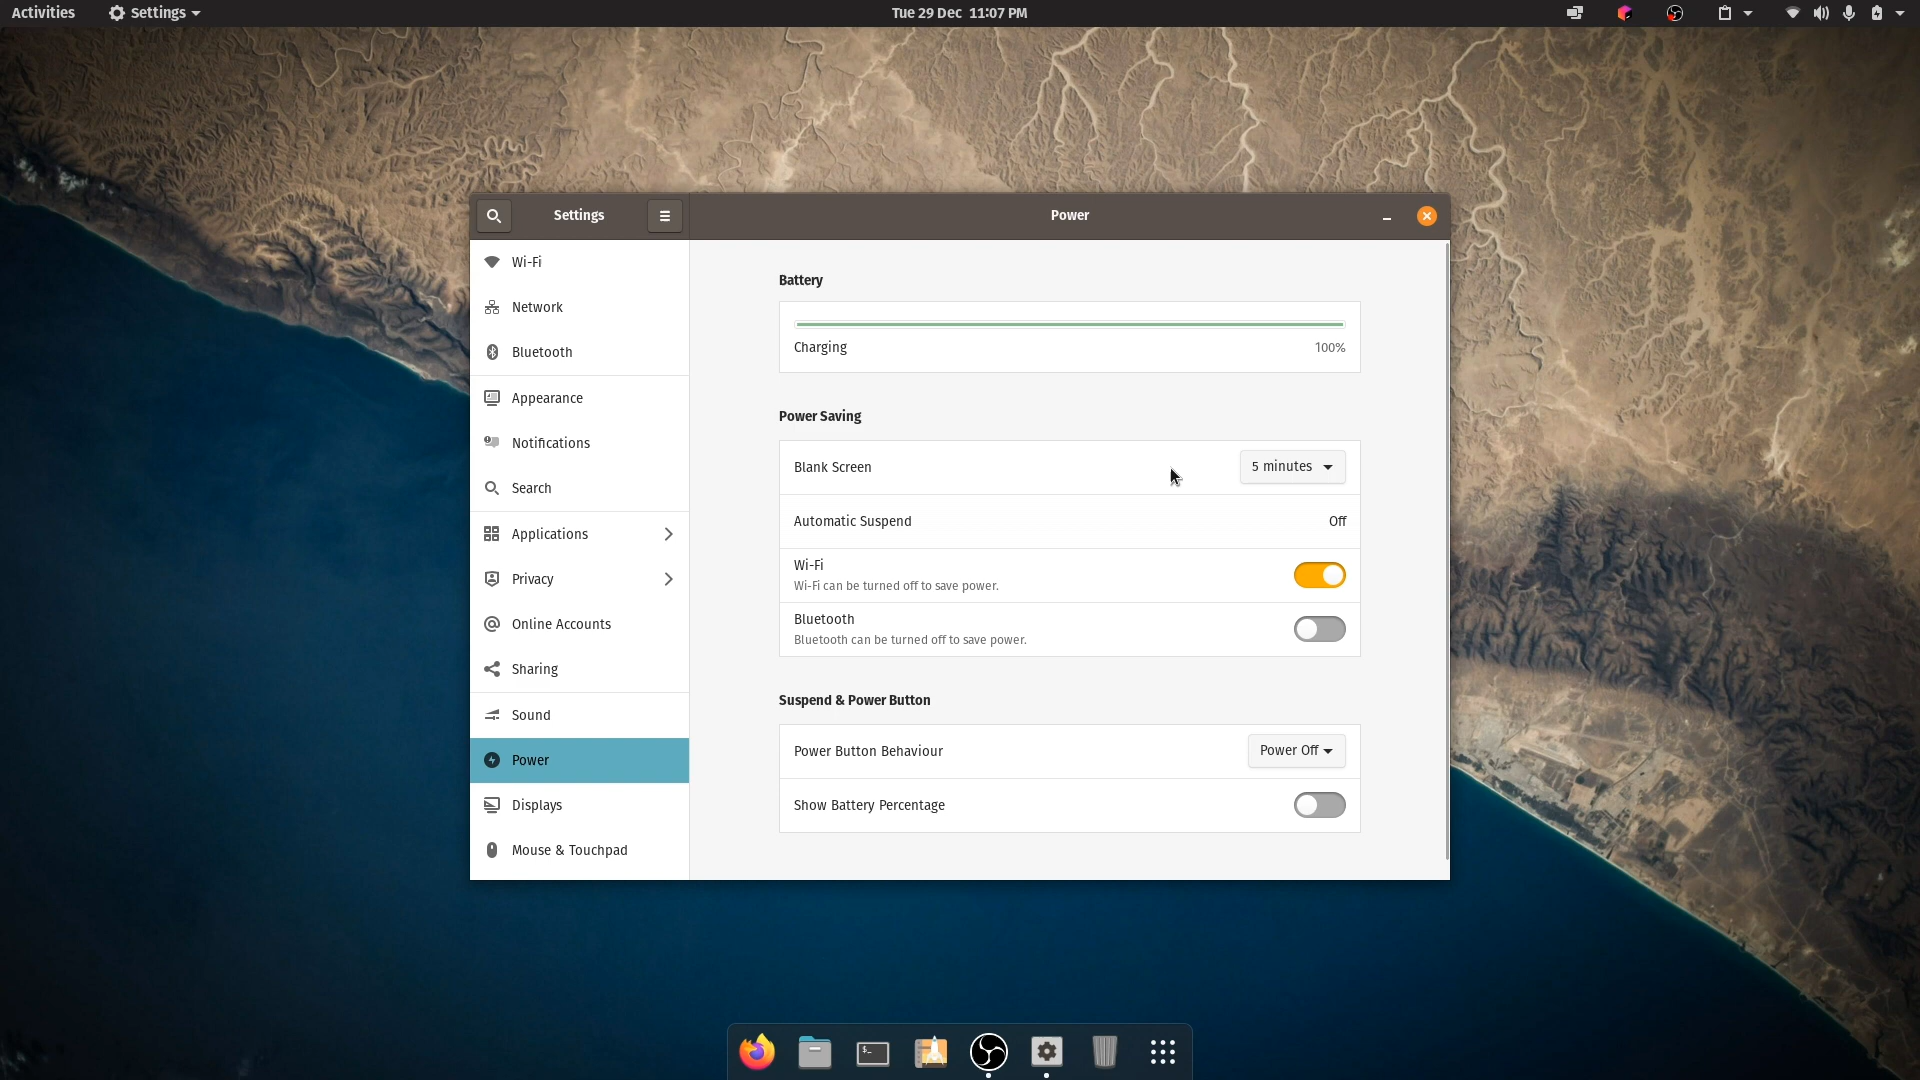 Activities
Settings
Tue 29 Dec 11:07 PM
Settings
Power
Wi-Fi
Network
Bluetooth
Appearance
Notifications
Search
Applications
Privacy
Online Accounts
Sharing
Sound
Power
Displays
Mouse & Touchpad
Battery
Charging 100%
Power Saving
Blank Screen 5 minutes
Automatic Suspend Off
Wi-Fi
Wi-Fi can be turned off to save power.
Bluetooth
Bluetooth can be turned off to save power.
Suspend & Power Button
Power Button Behaviour Power Off
Show Battery Percentage
$_